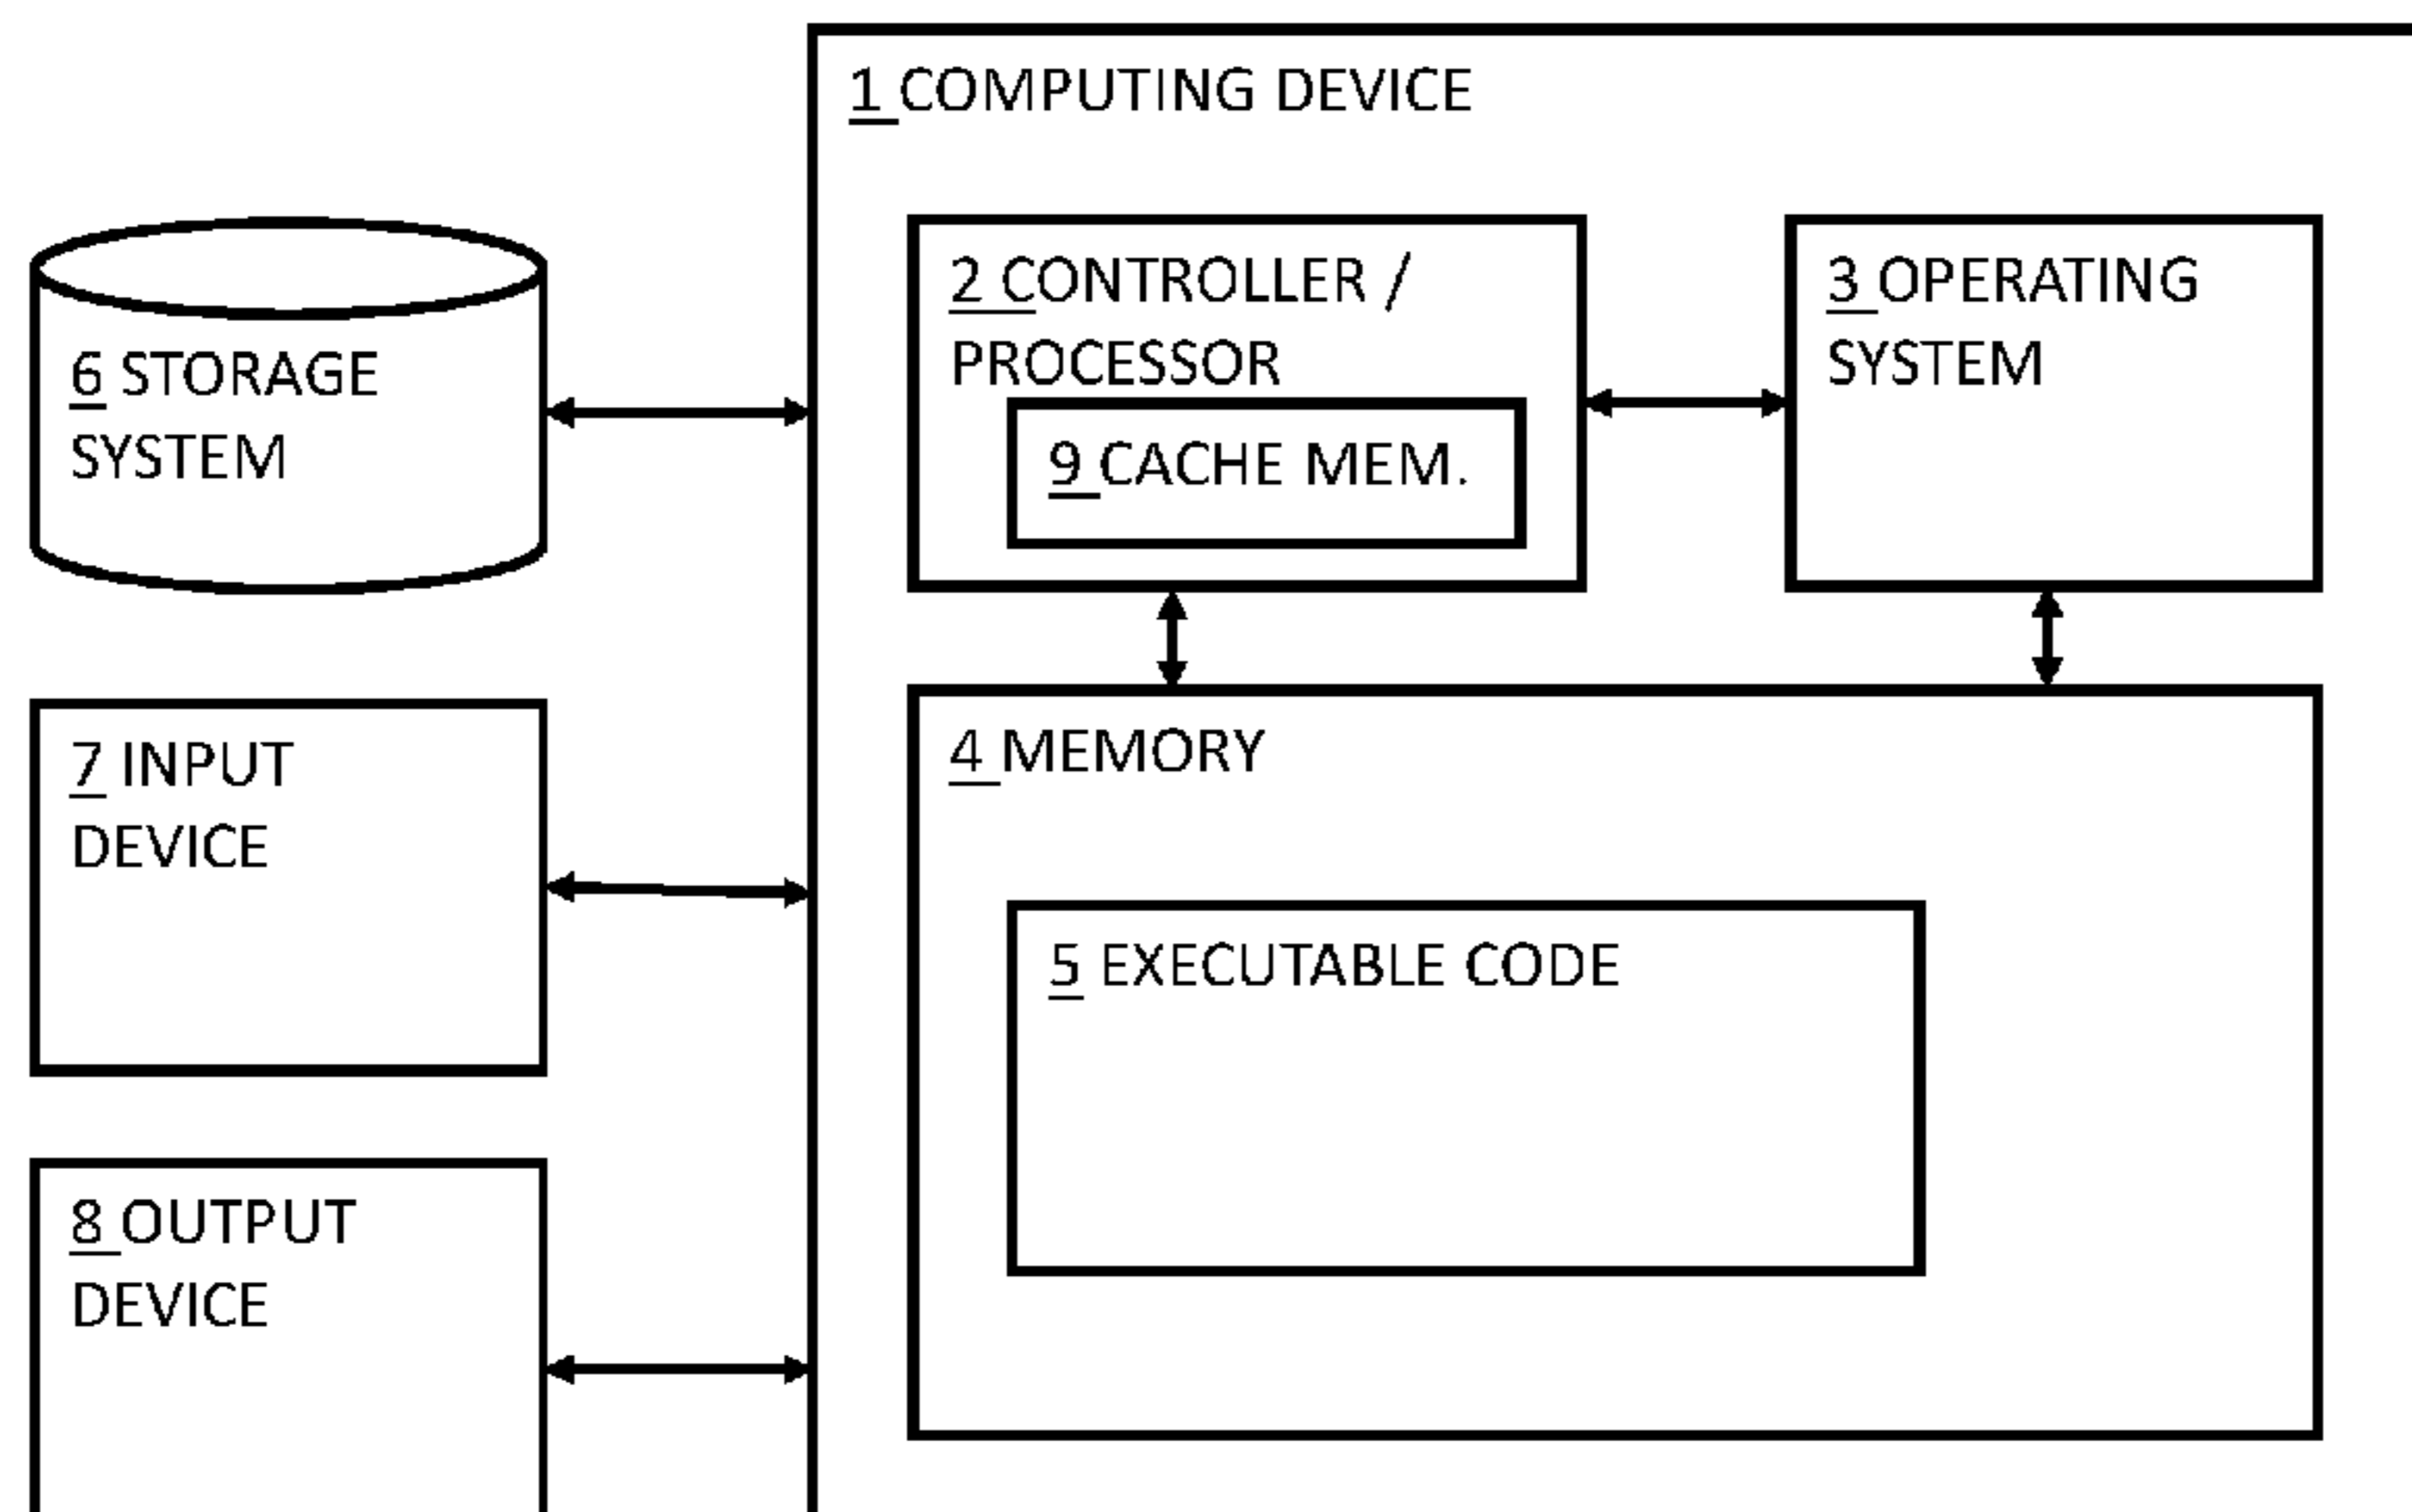 1 COMPUTING DEVICE
2 CONTROLLER /
PROCESSOR
9 CACHE MEM.
3 OPERATING
SYSTEM
6 STORAGE
SYSTEM
7 INPUT
DEVICE
4 MEMORY
5 EXECUTABLE CODE
8 OUTPUT
DEVICE